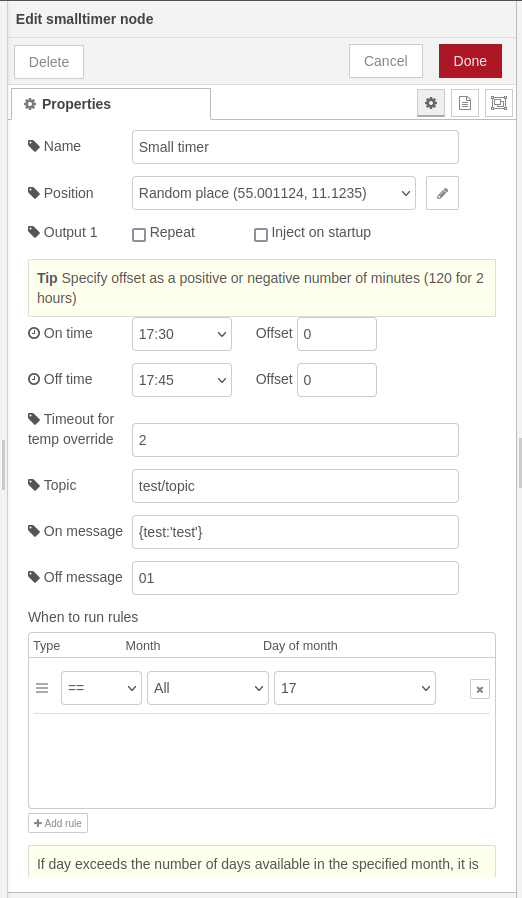 Edit smalltimer node
Delete
Cancel
Done
Properties
Name
Small timer
Position
Random place (55.001124, 11.1235)
Output 1
Repeat
Inject on startup
Tip Specify offset as a positive or negative number of minutes (120 for 2
hours)
On time
17:30
Offset
0
Off time
17:45
Offset
0
Timeout for
temp override
2
Topic
test/topic
On message
{test:'test'}
Off message
01
When to run rules
Type
Month
Day of month
==
All
17
Add rule
If day exceeds the number of days available in the specified month, it is